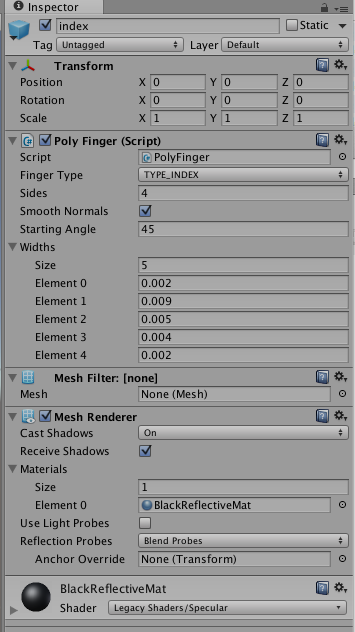 Inspector
index Static
Tag Untagged Layer Default
Transform
Position X 0 Y 0 Z 0
Rotation X 0 Y 0 Z 0
Scale X 1 Y 1 Z 1
Poly Finger (Script)
Script PolyFinger
Finger Type TYPE_INDEX
Sides 4
Smooth Normals
Starting Angle 45
Widths
Size 5
Element 0 0.002
Element 1 0.009
Element 2 0.005
Element 3 0.004
Element 4 0.002
Mesh Filter: [none]
Mesh None (Mesh)
Mesh Renderer
Cast Shadows On
Receive Shadows
Materials
Size 1
Element 0 BlackReflectiveMat
Use Light Probes
Reflection Probes Blend Probes
Anchor Override None (Transform)
BlackReflectiveMat
Shader Legacy Shaders/Specular